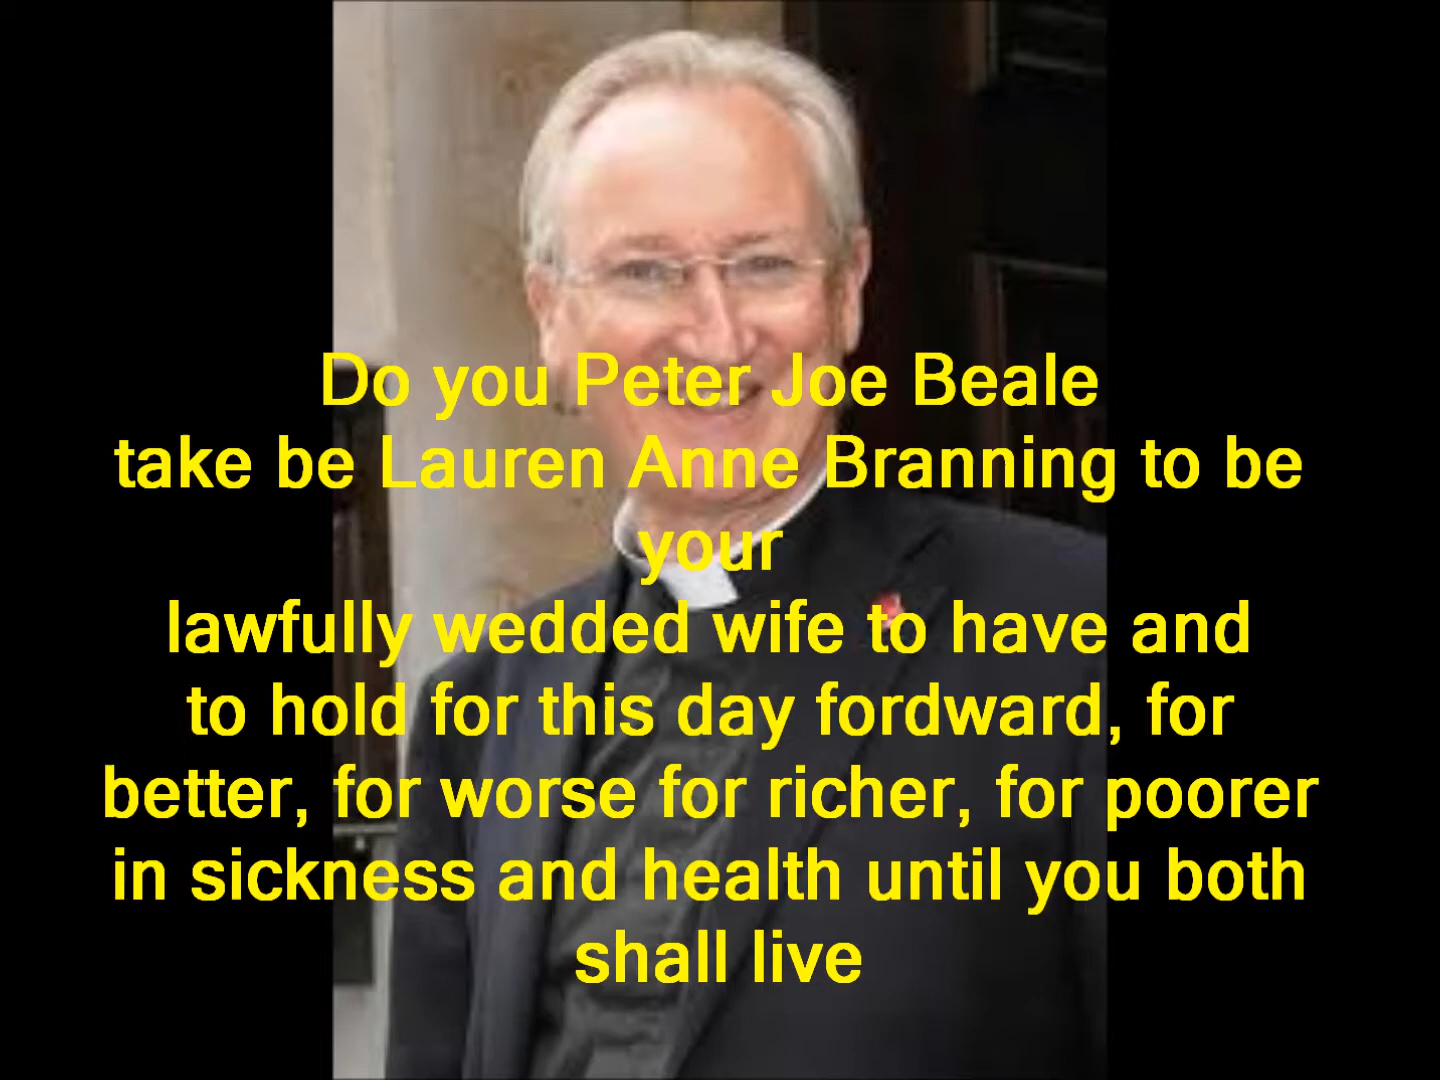 Do you Peter Joe Beale
take be Lauren Anne Branning to be
your
lawfully wedded wife to have and
to hold for this day fordward, for
better, for worse for richer, for poorer
in sickness and health until you both
shall live